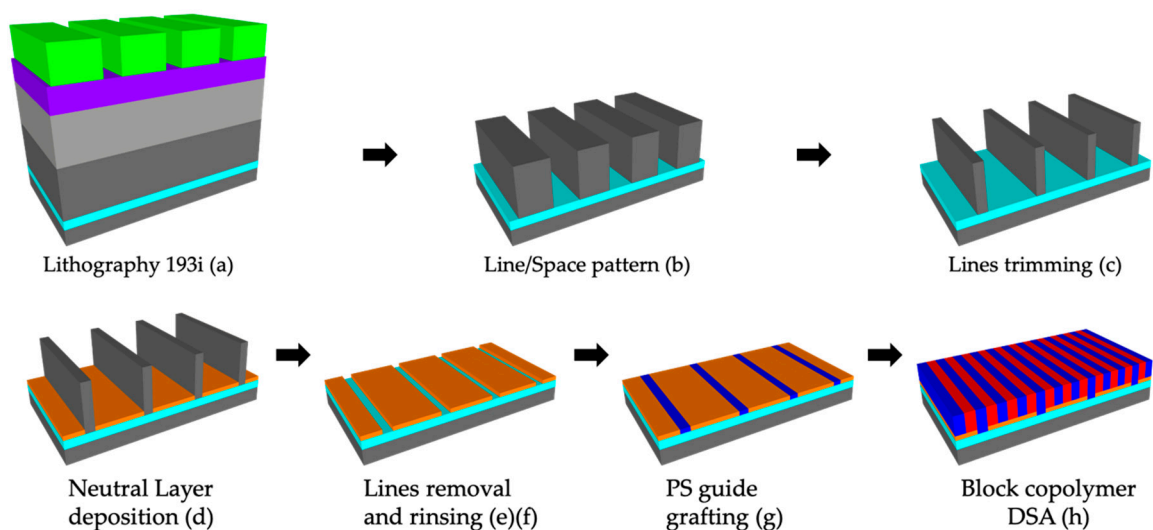 Lithography 193i (a)
Line/Space pattern (b)
Lines trimming (c)
Neutral Layer
deposition (d)
Lines removal
and rinsing (e)(f)
PS guide
grafting (g)
Block copolymer
DSA (h)